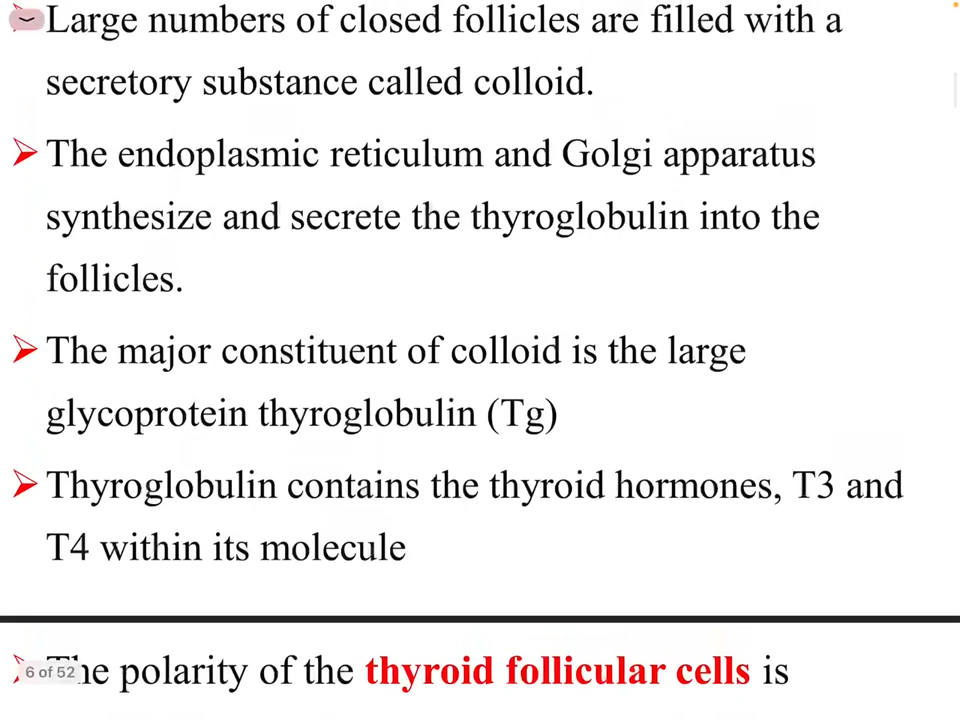 Large numbers of closed follicles are filled with a
secretory substance called colloid.
The endoplasmic reticulum and Golgi apparatus
synthesize and secrete the thyroglobulin into the
follicles.
The major constituent of colloid is the large
glycoprotein thyroglobulin (Tg)
Thyroglobulin contains the thyroid hormones, T3 and
T4 within its molecule
The polarity of the thyroid follicular cells is
6 of 52